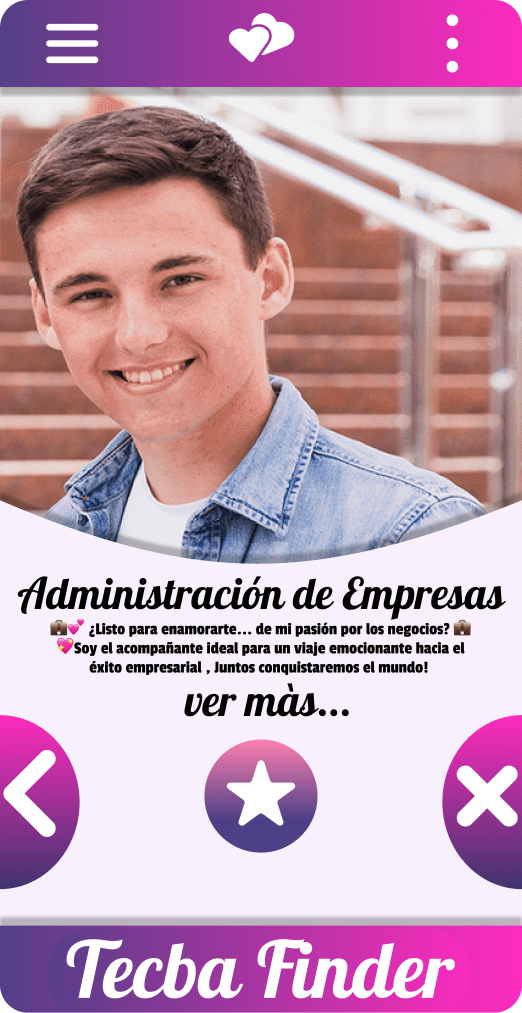 Administración de Empresas
💼💕 ¿Listo para enamorarte... de mi pasión por los negocios? 💼
💖Soy el acompañante ideal para un viaje emocionante hacia el
éxito empresarial , Juntos conquistaremos el mundo!
ver màs...
Tecba Finder